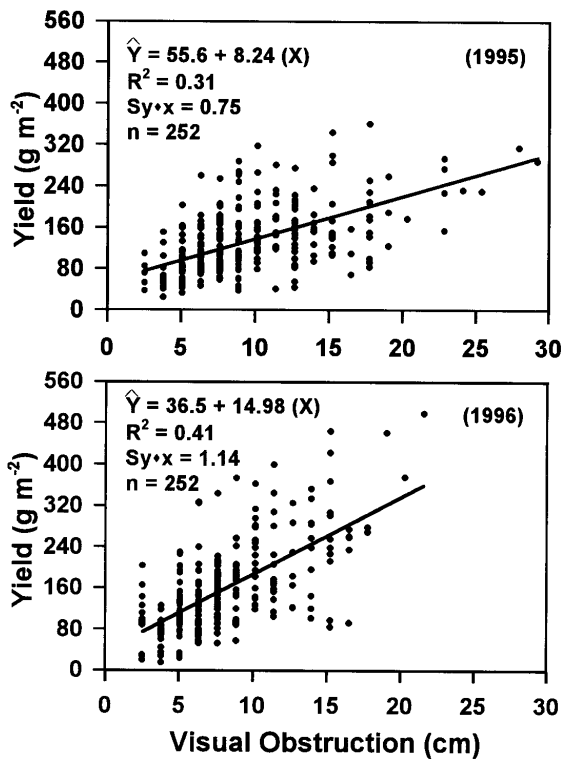 560
480
400
320
240
160
80
0
Yield (g m⁻²)
Ŷ = 55.6 + 8.24 (X)
R² = 0.31
Sy•x = 0.75
n = 252
(1995)
0 5 10 15 20 25 30
560
480
400
320
240
160
80
0
Yield (g m⁻²)
Ŷ = 36.5 + 14.98 (X)
R² = 0.41
Sy•x = 1.14
n = 252
(1996)
0 5 10 15 20 25 30
Visual Obstruction (cm)